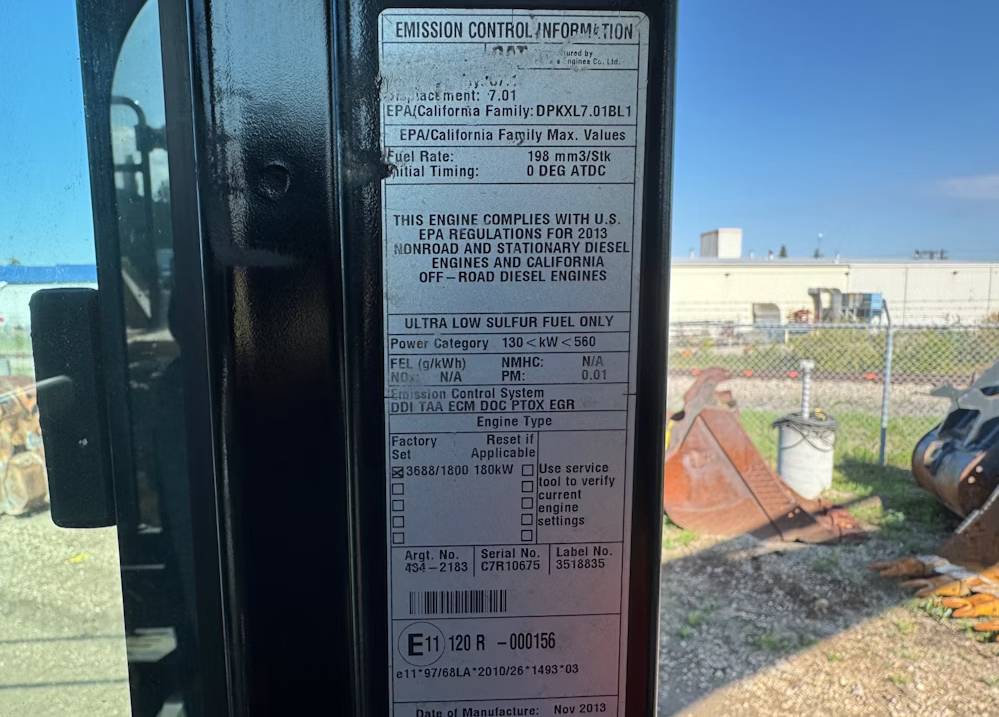 EMISSION CONTROL INFORMATION
CAT
Engines Co. Ltd.
Displacement: 7.01
EPA/California Family: DPKXL7.01BL1
EPA/California Family Max. Values
Fuel Rate: 198 mm3/Stk
Initial Timing: 0 DEG ATDC
THIS ENGINE COMPLIES WITH U.S.
EPA REGULATIONS FOR 2013
NONROAD AND STATIONARY DIESEL
ENGINES AND CALIFORNIA
OFF-ROAD DIESEL ENGINES
ULTRA LOW SULFUR FUEL ONLY
Power Category 130<kW<560
FEL (g/kWh) NMHC: N/A
NOx: N/A PM: 0.01
Emission Control System
DDI TAA ECM DOC PTOX EGR
Engine Type
Factory Reset if
Set Applicable
3688/1800 180kW
Use service
tool to verify
current
engine
settings
Argt. No. Serial No. Label No.
434-2183 C7R10675 3518835
E11 120 R -000156
e11*97/68LA*2010/26*1493*03
Date of Manufacture: Nov 2013